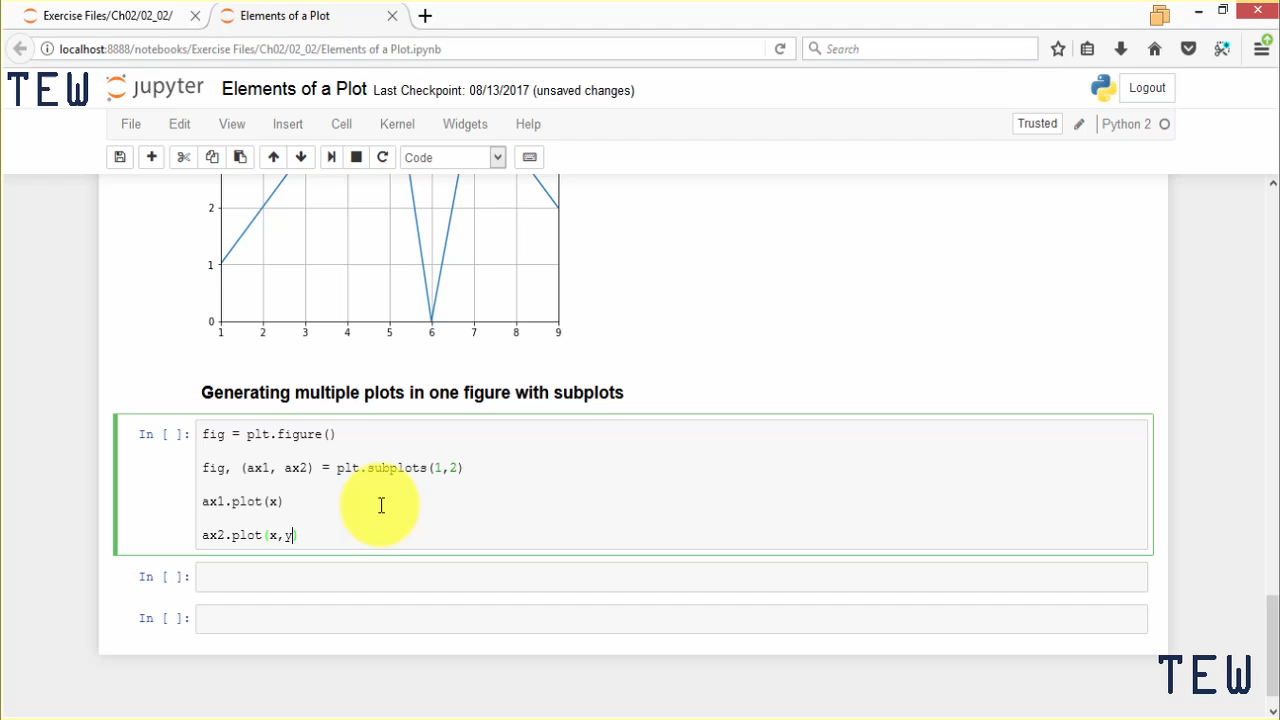 Exercise Files/Ch02/02_02/
Elements of a Plot
localhost:8888/notebooks/Exercise Files/Ch02/02_02/Elements of a Plot.ipynb
Search
TEW
jupyter
Elements of a Plot Last Checkpoint: 08/13/2017 (unsaved changes)
Logout
File Edit View Insert Cell Kernel Widgets Help
Trusted
Python 2
Code
2
1
0
1 2 3 4 5 6 7 8 9
Generating multiple plots in one figure with subplots
In [ ]: fig = plt.figure()
fig, (ax1, ax2) = plt.subplots(1,2)
ax1.plot(x)
ax2.plot(x,y)
In [ ]:
In [ ]:
TEW